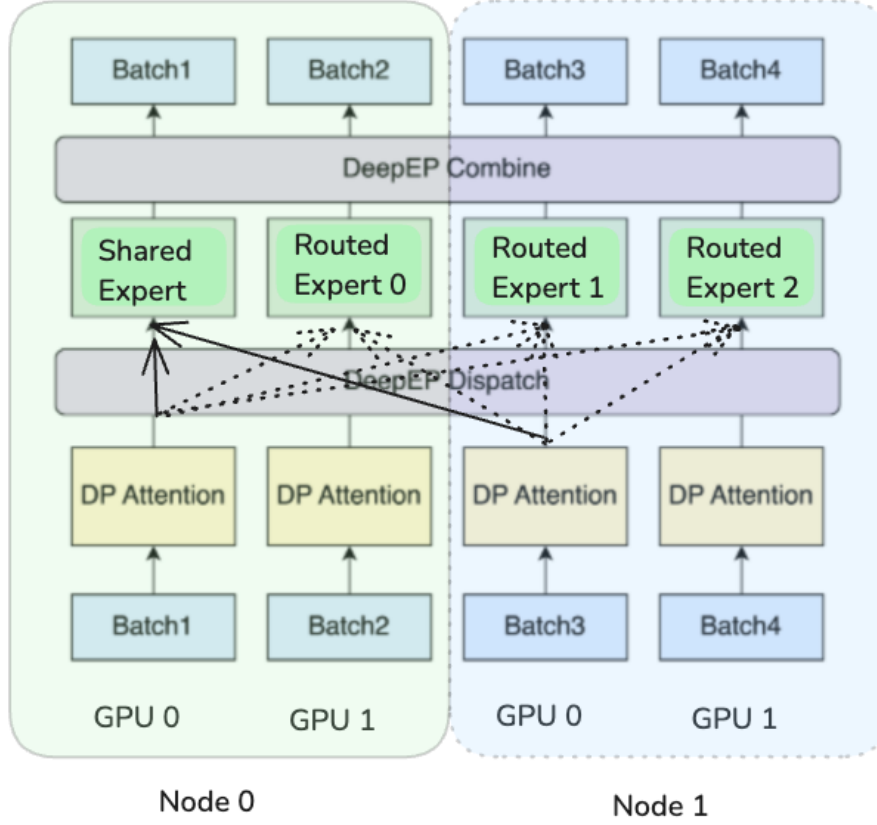 Batch1 Batch2 Batch3 Batch4
DeepEP Combine
Shared Expert
Routed Expert 0
Routed Expert 1
Routed Expert 2
DeepEP Dispatch
DP Attention DP Attention DP Attention DP Attention
Batch1 Batch2 Batch3 Batch4
GPU 0 GPU 1 GPU 0 GPU 1
Node 0 Node 1